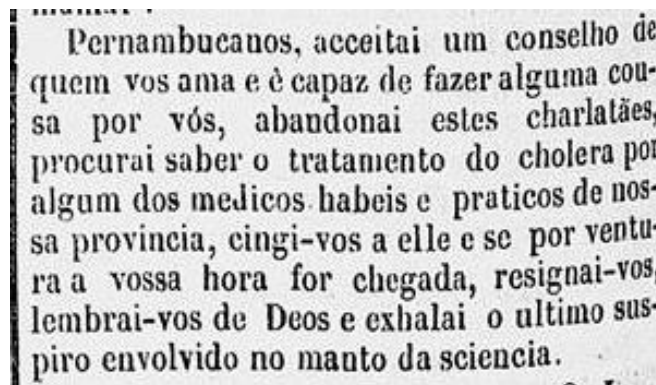 Pernambucanos, acceitai um conselho de
quem vos ama e è capaz de fazer alguma cou-
sa por vós, abandonai estes charlatães,
procurai saber o tratamento do cholera por
algum dos medicos habeis e praticos de nos-
sa provincia, cingi-vos a elle e se por ventu-
ra a vossa hora for chegada, resignai-vos,
lembrai-vos de Deos e exhalai o ultimo sus-
piro envolvido no manto da sciencia.